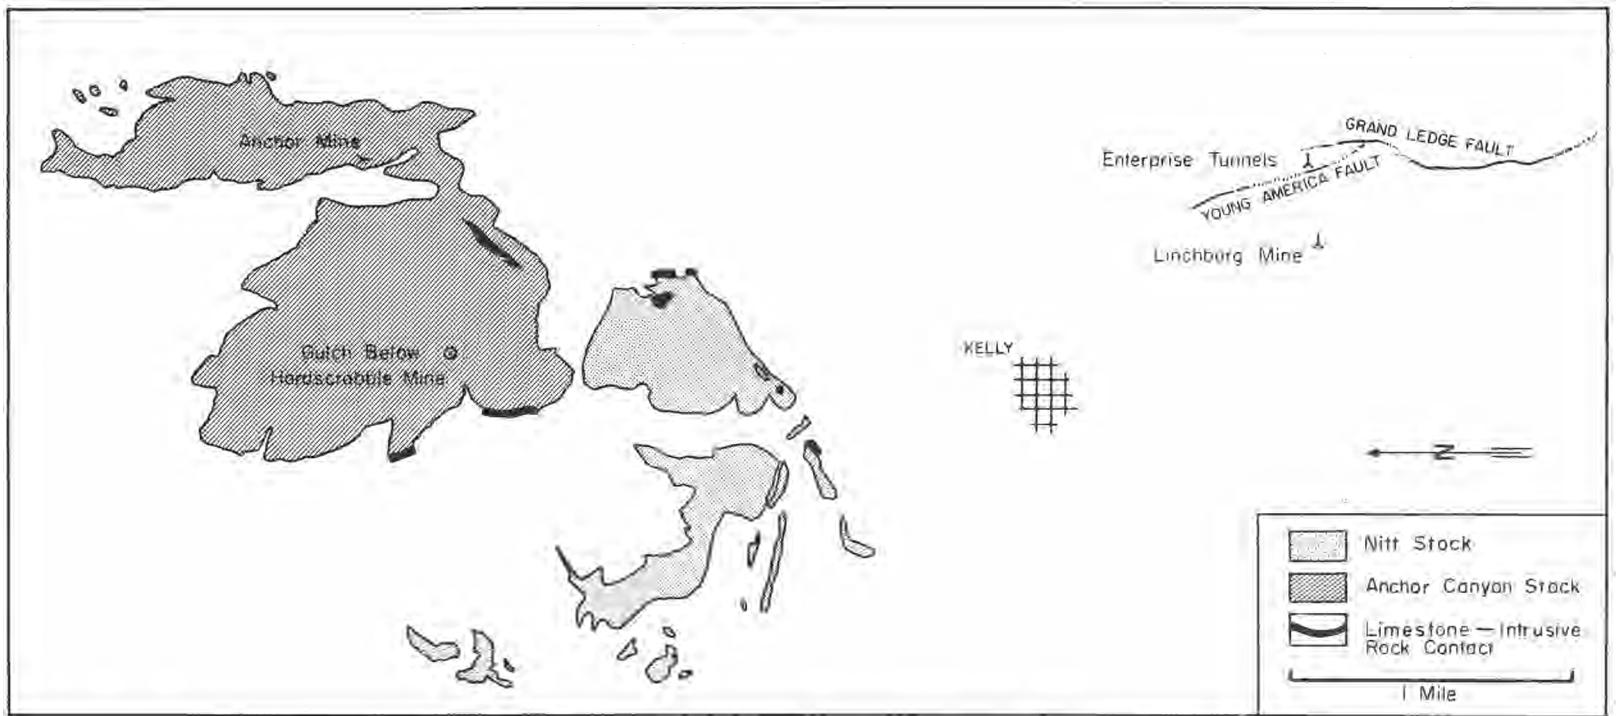 Anchor Mine
GRAND LEDGE FAULT
Enterprise Tunnels
YOUNG AMERICA FAULT
Linchburg Mine
Gulch Below
Hardscrabble Mine
KELLY
N
Nitt Stock
Anchor Canyon Stock
Limestone — Intrusive
Rock Contact
1 Mile